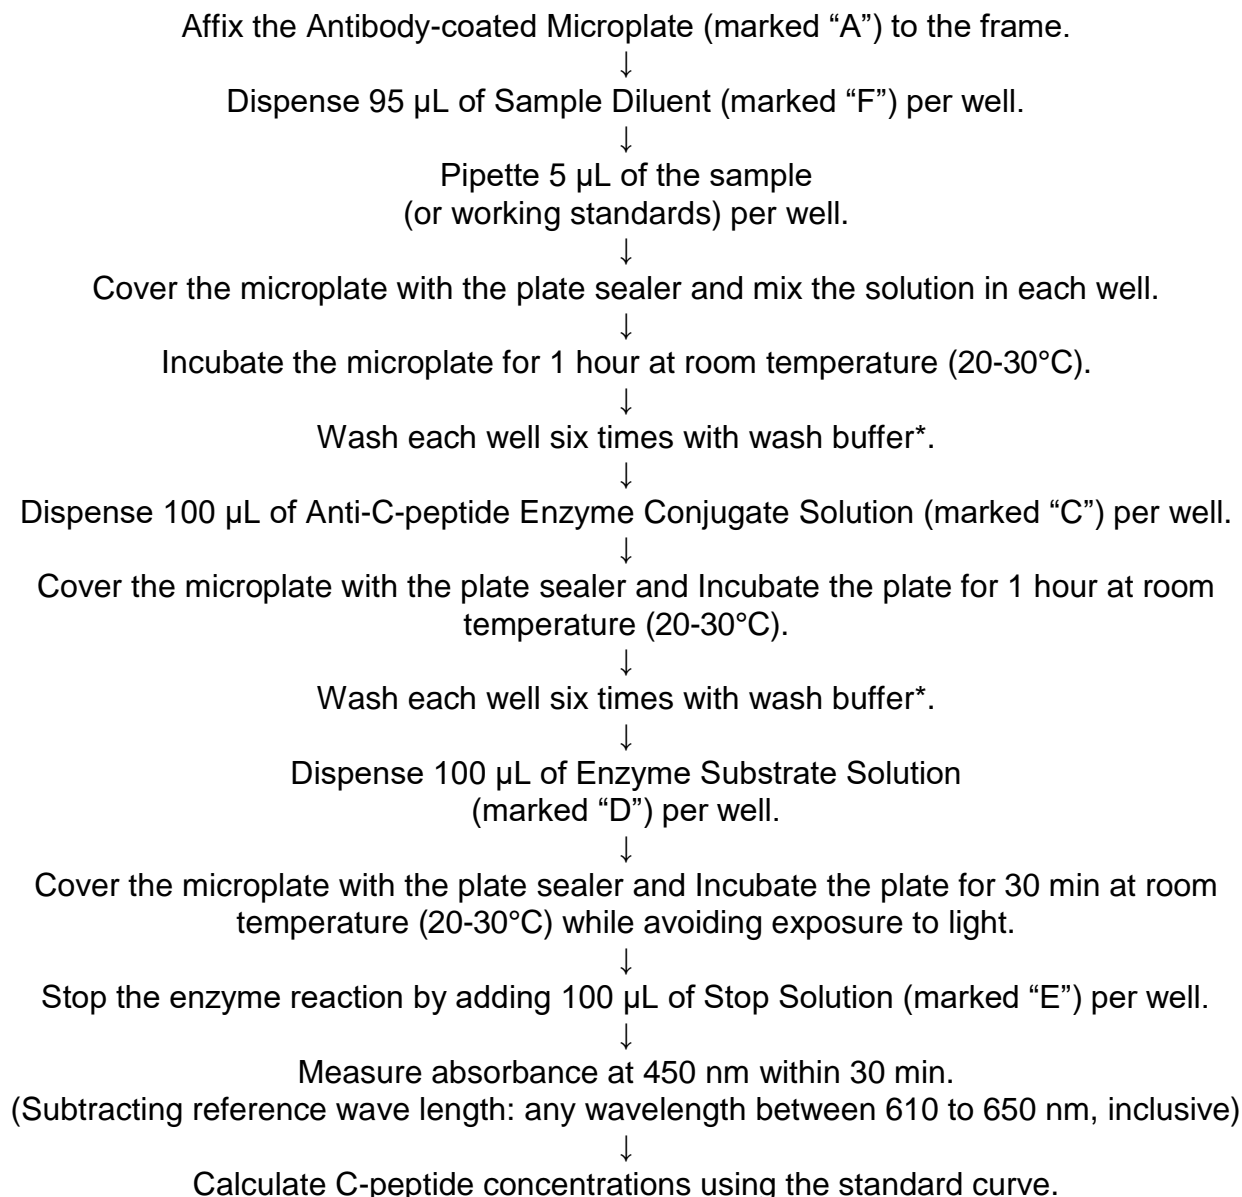 Affix the Antibody-coated Microplate (marked “A”) to the frame.
↓
Dispense 95 µL of Sample Diluent (marked “F”) per well.
↓
Pipette 5 µL of the sample
(or working standards) per well.
↓
Cover the microplate with the plate sealer and mix the solution in each well.
↓
Incubate the microplate for 1 hour at room temperature (20-30°C).
↓
Wash each well six times with wash buffer*.
↓
Dispense 100 µL of Anti-C-peptide Enzyme Conjugate Solution (marked “C”) per well.
↓
Cover the microplate with the plate sealer and Incubate the plate for 1 hour at room
temperature (20-30°C).
↓
Wash each well six times with wash buffer*.
↓
Dispense 100 µL of Enzyme Substrate Solution
(marked “D”) per well.
↓
Cover the microplate with the plate sealer and Incubate the plate for 30 min at room
temperature (20-30°C) while avoiding exposure to light.
↓
Stop the enzyme reaction by adding 100 µL of Stop Solution (marked “E”) per well.
↓
Measure absorbance at 450 nm within 30 min.
(Subtracting reference wave length: any wavelength between 610 to 650 nm, inclusive)
↓
Calculate C-peptide concentrations using the standard curve.